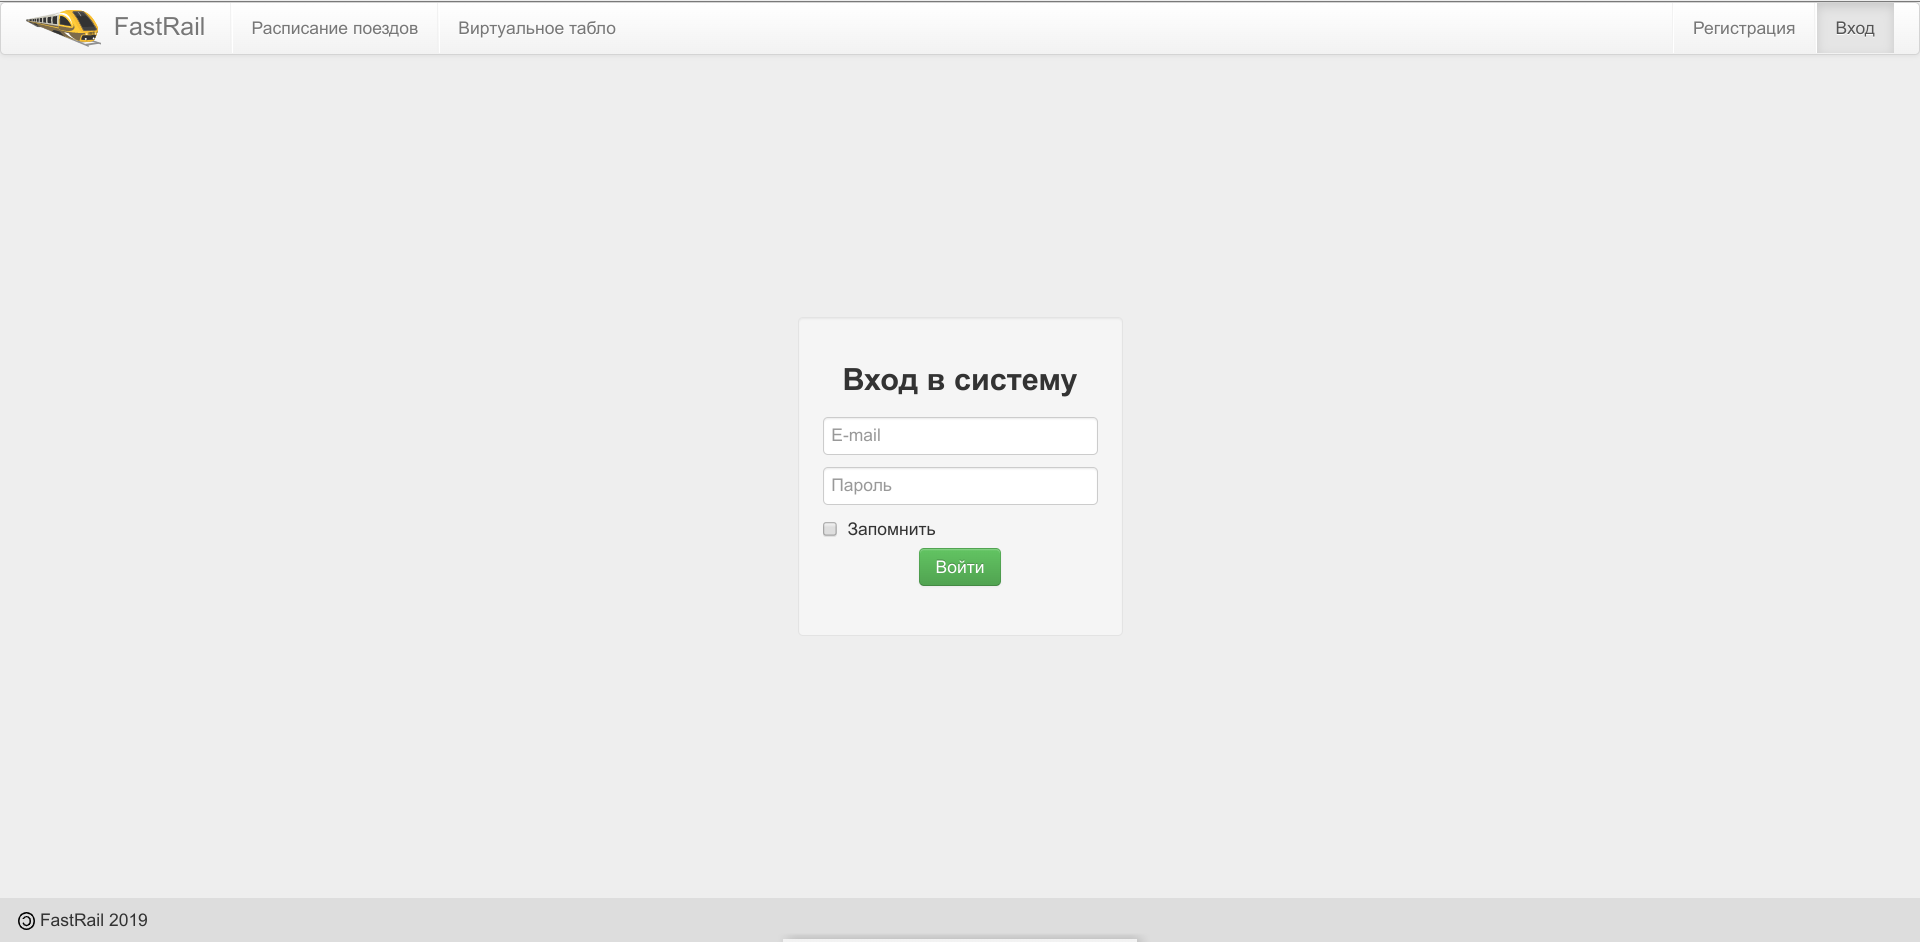 FastRail
Расписание поездов
Виртуальное табло
Регистрация
Вход
Вход в систему
E-mail
Пароль
Запомнить
Войти
FastRail 2019